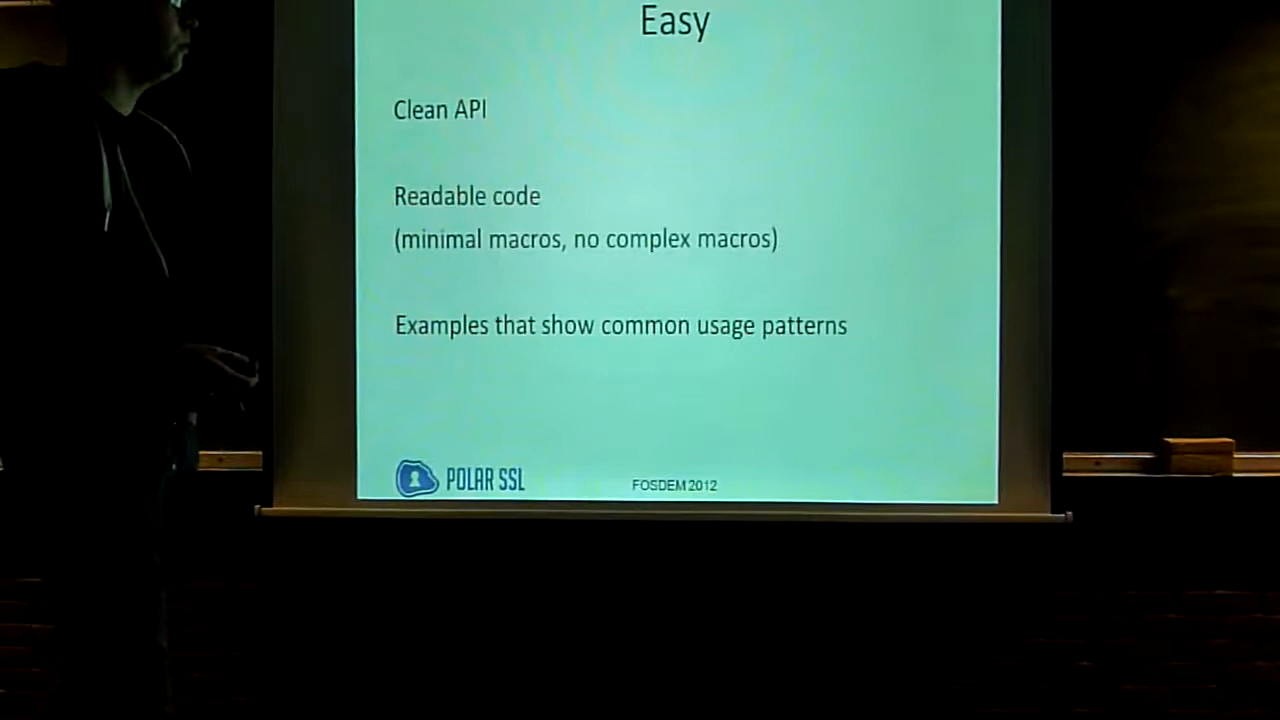 Easy
Clean API
Readable code
(minimal macros, no complex macros)
Examples that show common usage patterns
POLAR SSL
FOSDEM 2012